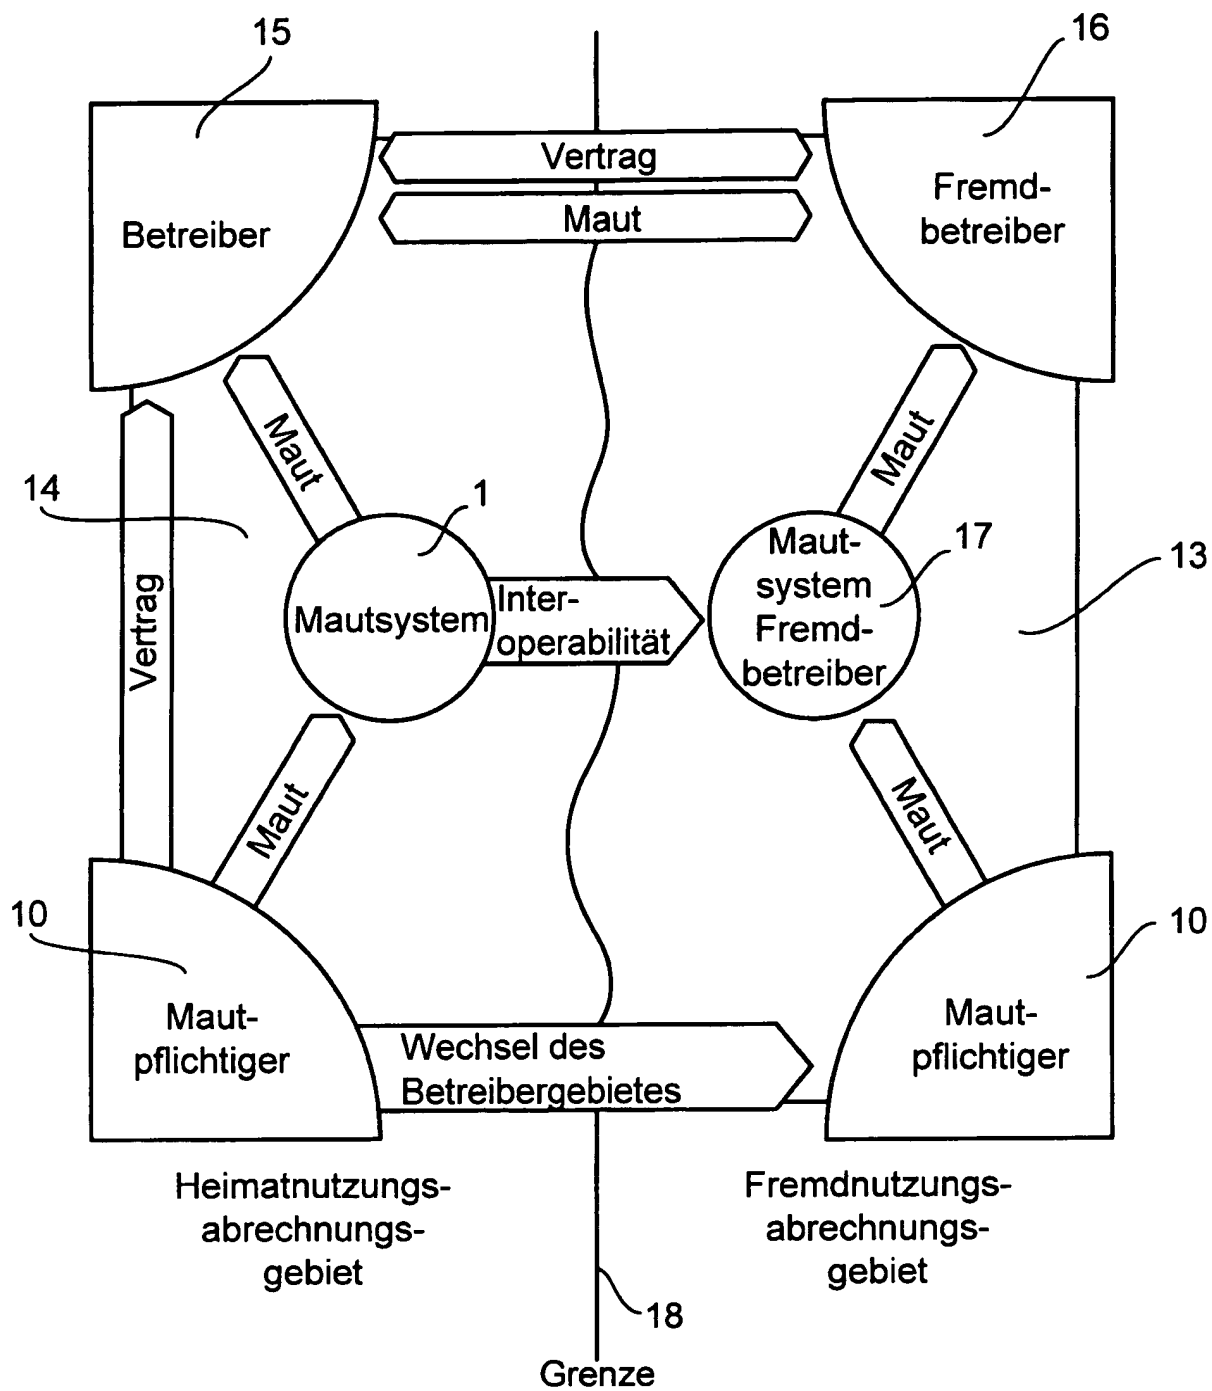 15
16
Vertrag
Maut
Betreiber
Fremd-
betreiber
Maut
Maut
14
1
17
13
Mautsystem
Inter-
operabilität
Maut-
system
Fremd-
betreiber
Vertrag
Maut
Maut
10
10
Maut-
pflichtiger
Wechsel des
Betreibergebietes
Maut-
pflichtiger
Heimatnutzungs-
abrechnungs-
gebiet
Fremdnutzungs-
abrechnungs-
gebiet
18
Grenze